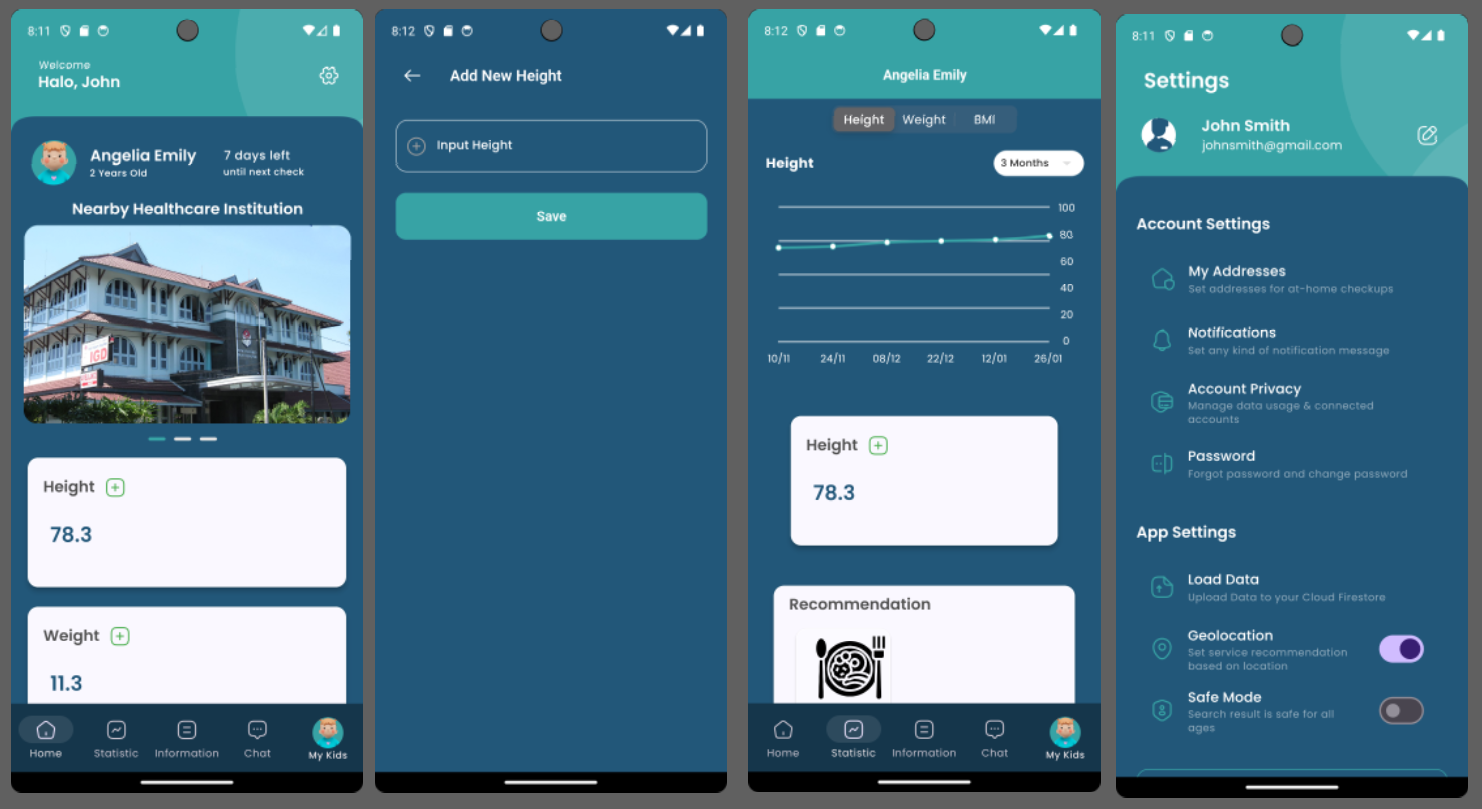 8:11
Welcome
Halo, John
Angelia Emily
2 Years Old
7 days left
until next check
Nearby Healthcare Institution
IGD
Height
78.3
Weight
11.3
Home
Statistic
Information
Chat
My Kids
8:12
Add New Height
Input Height
Save
8:12
Angelia Emily
Height Weight BMI
Height
3 Months
100
80
60
40
20
0
10/11 24/11 08/12 22/12 12/01 26/01
Height
78.3
Recommendation
Home
Statistic
Information
Chat
My Kids
8:11
Settings
John Smith
johnsmith@gmail.com
Account Settings
My Addresses
Set addresses for at-home checkups
Notifications
Set any kind of notification message
Account Privacy
Manage data usage & connected
accounts
Password
Forgot password and change password
App Settings
Load Data
Upload Data to your Cloud Firestore
Geolocation
Set service recommendation
based on location
Safe Mode
Search result is safe for all
ages